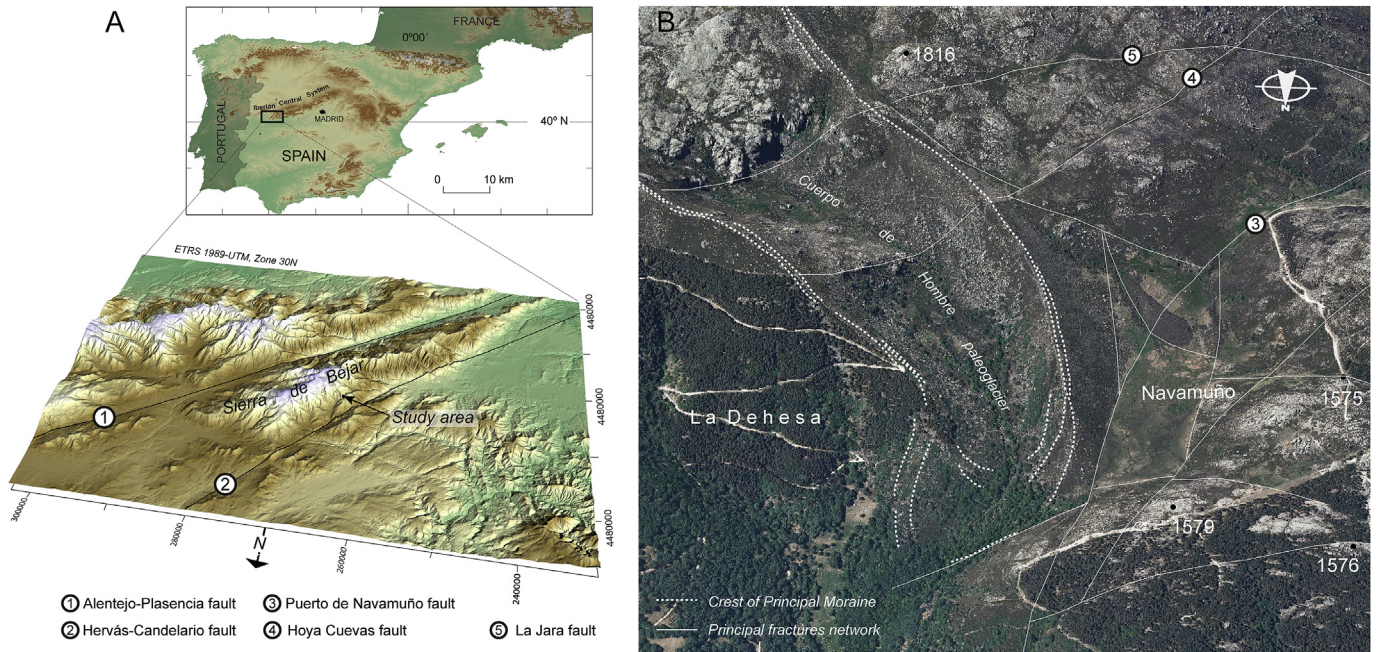 A
FRANCE
0º00´
Iberian Central System
MADRID
PORTUGAL
40º N
SPAIN
0 10 km
ETRS 1989-UTM, Zone 30N
4480000
4480000
4480000
Sierra de Bejar
Study area
1
2
N
300000
280000
260000
240000
1 Alentejo-Plasencia fault
3 Puerto de Navamuño fault
2 Hervás-Candelario fault
4 Hoya Cuevas fault
5 La Jara fault
B
1816
5
4
N
Cuerpo
de
Hombre
paleoglacier
3
Navamuño
1575
La Dehesa
1579
1576
Crest of Principal Moraine
Principal fractures network